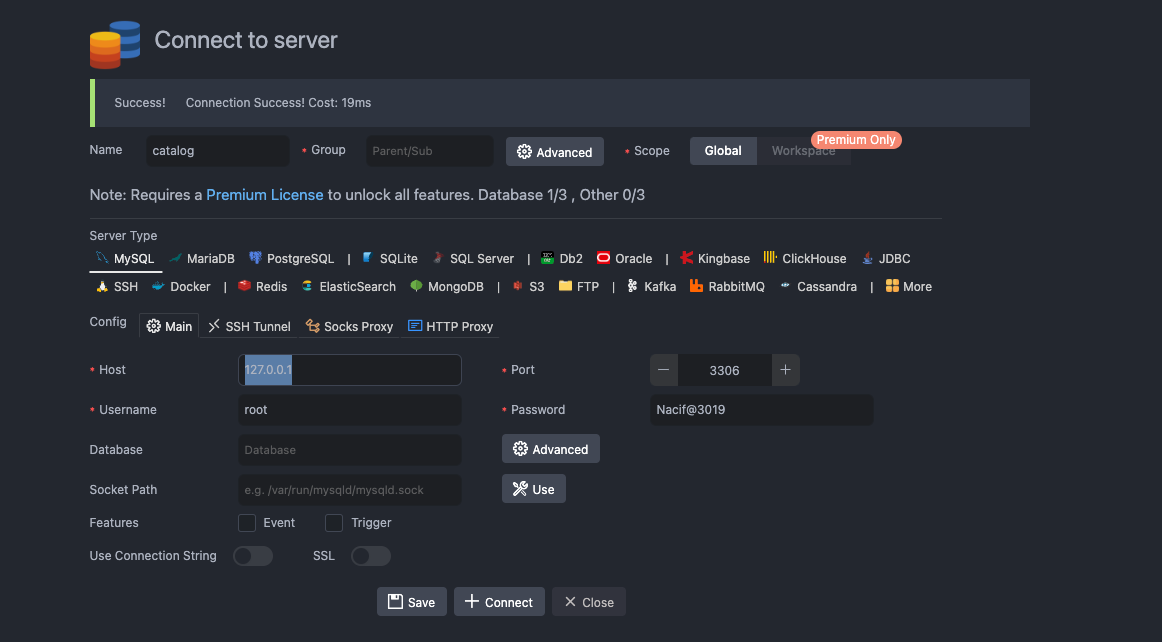 Connect to server
Success! Connection Success! Cost: 19ms
Premium Only
Name catalog * Group Parent/Sub Advanced * Scope Global Workspace
Note: Requires a Premium License to unlock all features. Database 1/3 , Other 0/3
Server Type
MySQL MariaDB PostgreSQL | SQLite SQL Server | Db2 Oracle | Kingbase ClickHouse JDBC
SSH Docker | Redis ElasticSearch MongoDB | S3 FTP | Kafka RabbitMQ Cassandra | More
Config Main SSH Tunnel Socks Proxy HTTP Proxy
* Host 127.0.0.1 * Port 3306
* Username root * Password Nacif@3019
Database Database Advanced
Socket Path e.g. /var/run/mysqld/mysqld.sock Use
Features Event Trigger
Use Connection String SSL
Save Connect Close